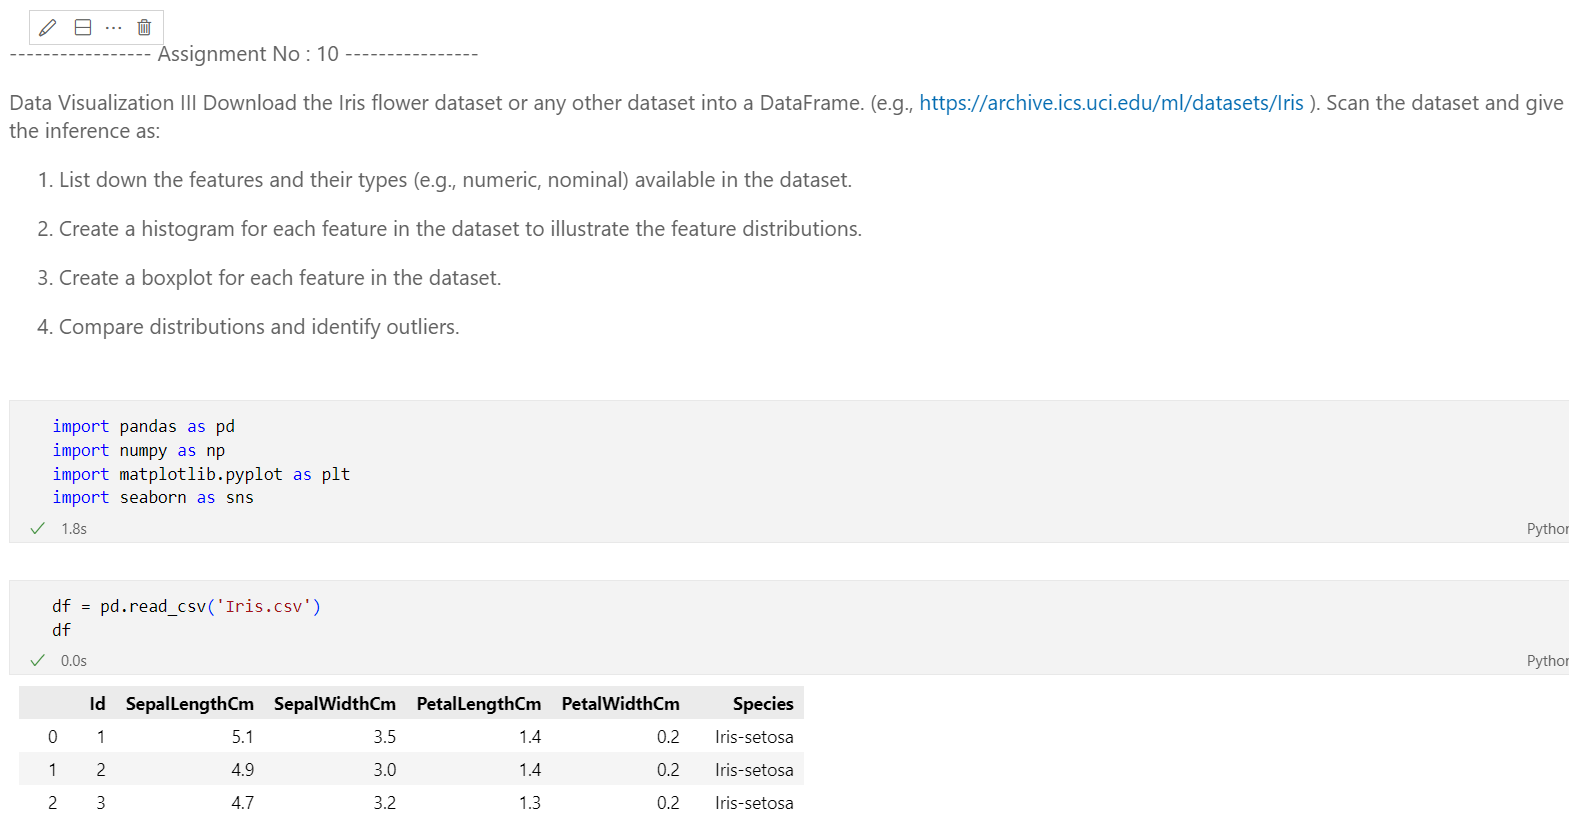 ----------------- Assignment No : 10 ----------------
Data Visualization III Download the Iris flower dataset or any other dataset into a DataFrame. (e.g., https://archive.ics.uci.edu/ml/datasets/Iris ). Scan the dataset and give
the inference as:
1. List down the features and their types (e.g., numeric, nominal) available in the dataset.
2. Create a histogram for each feature in the dataset to illustrate the feature distributions.
3. Create a boxplot for each feature in the dataset.
4. Compare distributions and identify outliers.
import pandas as pd
import numpy as np
import matplotlib.pyplot as plt
import seaborn as sns
1.8s Pytho
df = pd.read_csv('Iris.csv')
df
0.0s Pytho
Id SepalLengthCm SepalWidthCm PetalLengthCm PetalWidthCm Species
0 1 5.1 3.5 1.4 0.2 Iris-setosa
1 2 4.9 3.0 1.4 0.2 Iris-setosa
2 3 4.7 3.2 1.3 0.2 Iris-setosa